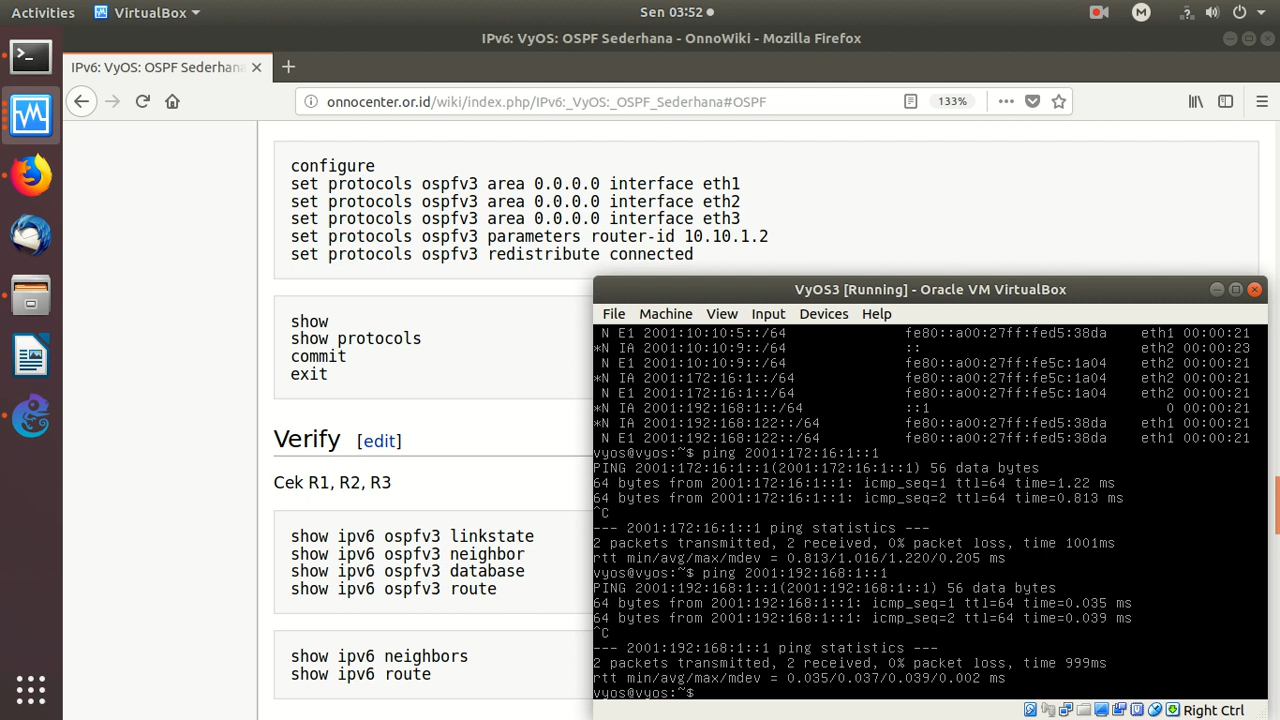 Activities
VirtualBox
Sen 03:52
M
IPv6: VyOS: OSPF Sederhana - OnnoWiki - Mozilla Firefox
IPv6: VyOS: OSPF Sederhana
onnocenter.or.id/wiki/index.php/IPv6:_VyOS:_OSPF_Sederhana#OSPF
133%
configure
set protocols ospfv3 area 0.0.0.0 interface eth1
set protocols ospfv3 area 0.0.0.0 interface eth2
set protocols ospfv3 area 0.0.0.0 interface eth3
set protocols ospfv3 parameters router-id 10.10.1.2
set protocols ospfv3 redistribute connected
show
show protocols
commit
exit
Verify [edit]
Cek R1, R2, R3
show ipv6 ospfv3 linkstate
show ipv6 ospfv3 neighbor
show ipv6 ospfv3 database
show ipv6 ospfv3 route
show ipv6 neighbors
show ipv6 route
VyOS3 [Running] - Oracle VM VirtualBox
File Machine View Input Devices Help
N E1 2001:10:10:5::/64 fe80::a00:27ff:fed5:38da eth1 00:00:21
*N IA 2001:10:10:9::/64 :: eth2 00:00:23
N E1 2001:10:10:9::/64 fe80::a00:27ff:fe5c:1a04 eth2 00:00:21
*N IA 2001:172:16:1::/64 fe80::a00:27ff:fe5c:1a04 eth2 00:00:21
N E1 2001:172:16:1::/64 fe80::a00:27ff:fe5c:1a04 eth2 00:00:21
*N IA 2001:192:168:1::/64 ::1 0 00:00:21
*N IA 2001:192:168:122::/64 fe80::a00:27ff:fed5:38da eth1 00:00:21
N E1 2001:192:168:122::/64 fe80::a00:27ff:fed5:38da eth1 00:00:21
vyos@vyos:~$ ping 2001:172:16:1::1
PING 2001:172:16:1::1(2001:172:16:1::1) 56 data bytes
64 bytes from 2001:172:16:1::1: icmp_seq=1 ttl=64 time=1.22 ms
64 bytes from 2001:172:16:1::1: icmp_seq=2 ttl=64 time=0.813 ms
^C
--- 2001:172:16:1::1 ping statistics ---
2 packets transmitted, 2 received, 0% packet loss, time 1001ms
rtt min/avg/max/mdev = 0.813/1.016/1.220/0.205 ms
vyos@vyos:~$ ping 2001:192:168:1::1
PING 2001:192:168:1::1(2001:192:168:1::1) 56 data bytes
64 bytes from 2001:192:168:1::1: icmp_seq=1 ttl=64 time=0.035 ms
64 bytes from 2001:192:168:1::1: icmp_seq=2 ttl=64 time=0.039 ms
^C
--- 2001:192:168:1::1 ping statistics ---
2 packets transmitted, 2 received, 0% packet loss, time 999ms
rtt min/avg/max/mdev = 0.035/0.037/0.039/0.002 ms
vyos@vyos:~$
Right Ctrl